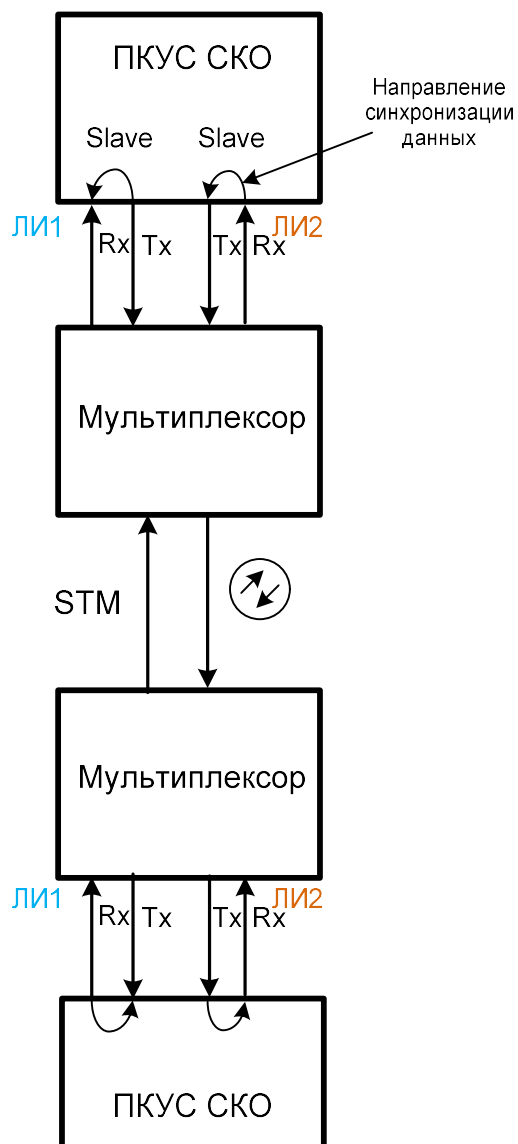 ПКУС СКО
Направление
синхронизации
данных
Slave Slave
ЛИ1 Rx Tx Tx Rx ЛИ2
Мультиплексор
STM
Мультиплексор
ЛИ1 Rx Tx Tx Rx ЛИ2
ПКУС СКО